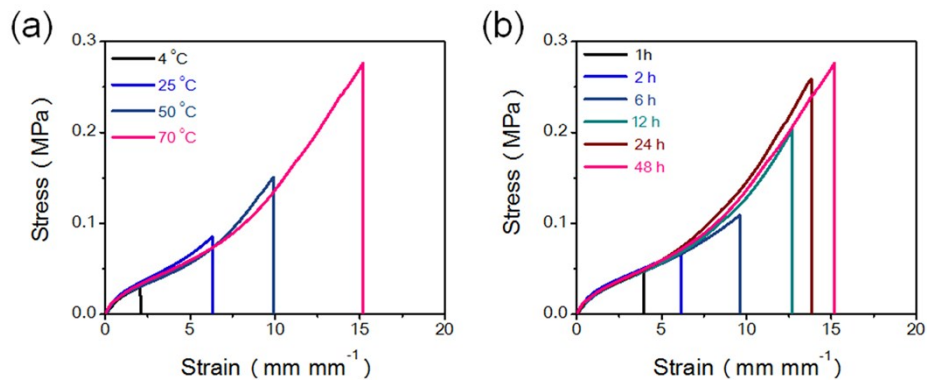 (a)
0.3
0.2
0.1
0.0
Stress (MPa)
4 °C
25 °C
50 °C
70 °C
0 5 10 15 20
Strain (mm mm⁻¹)
(b)
0.3
0.2
0.1
0.0
Stress (MPa)
1h
2 h
6 h
12 h
24 h
48 h
0 5 10 15 20
Strain (mm mm⁻¹)